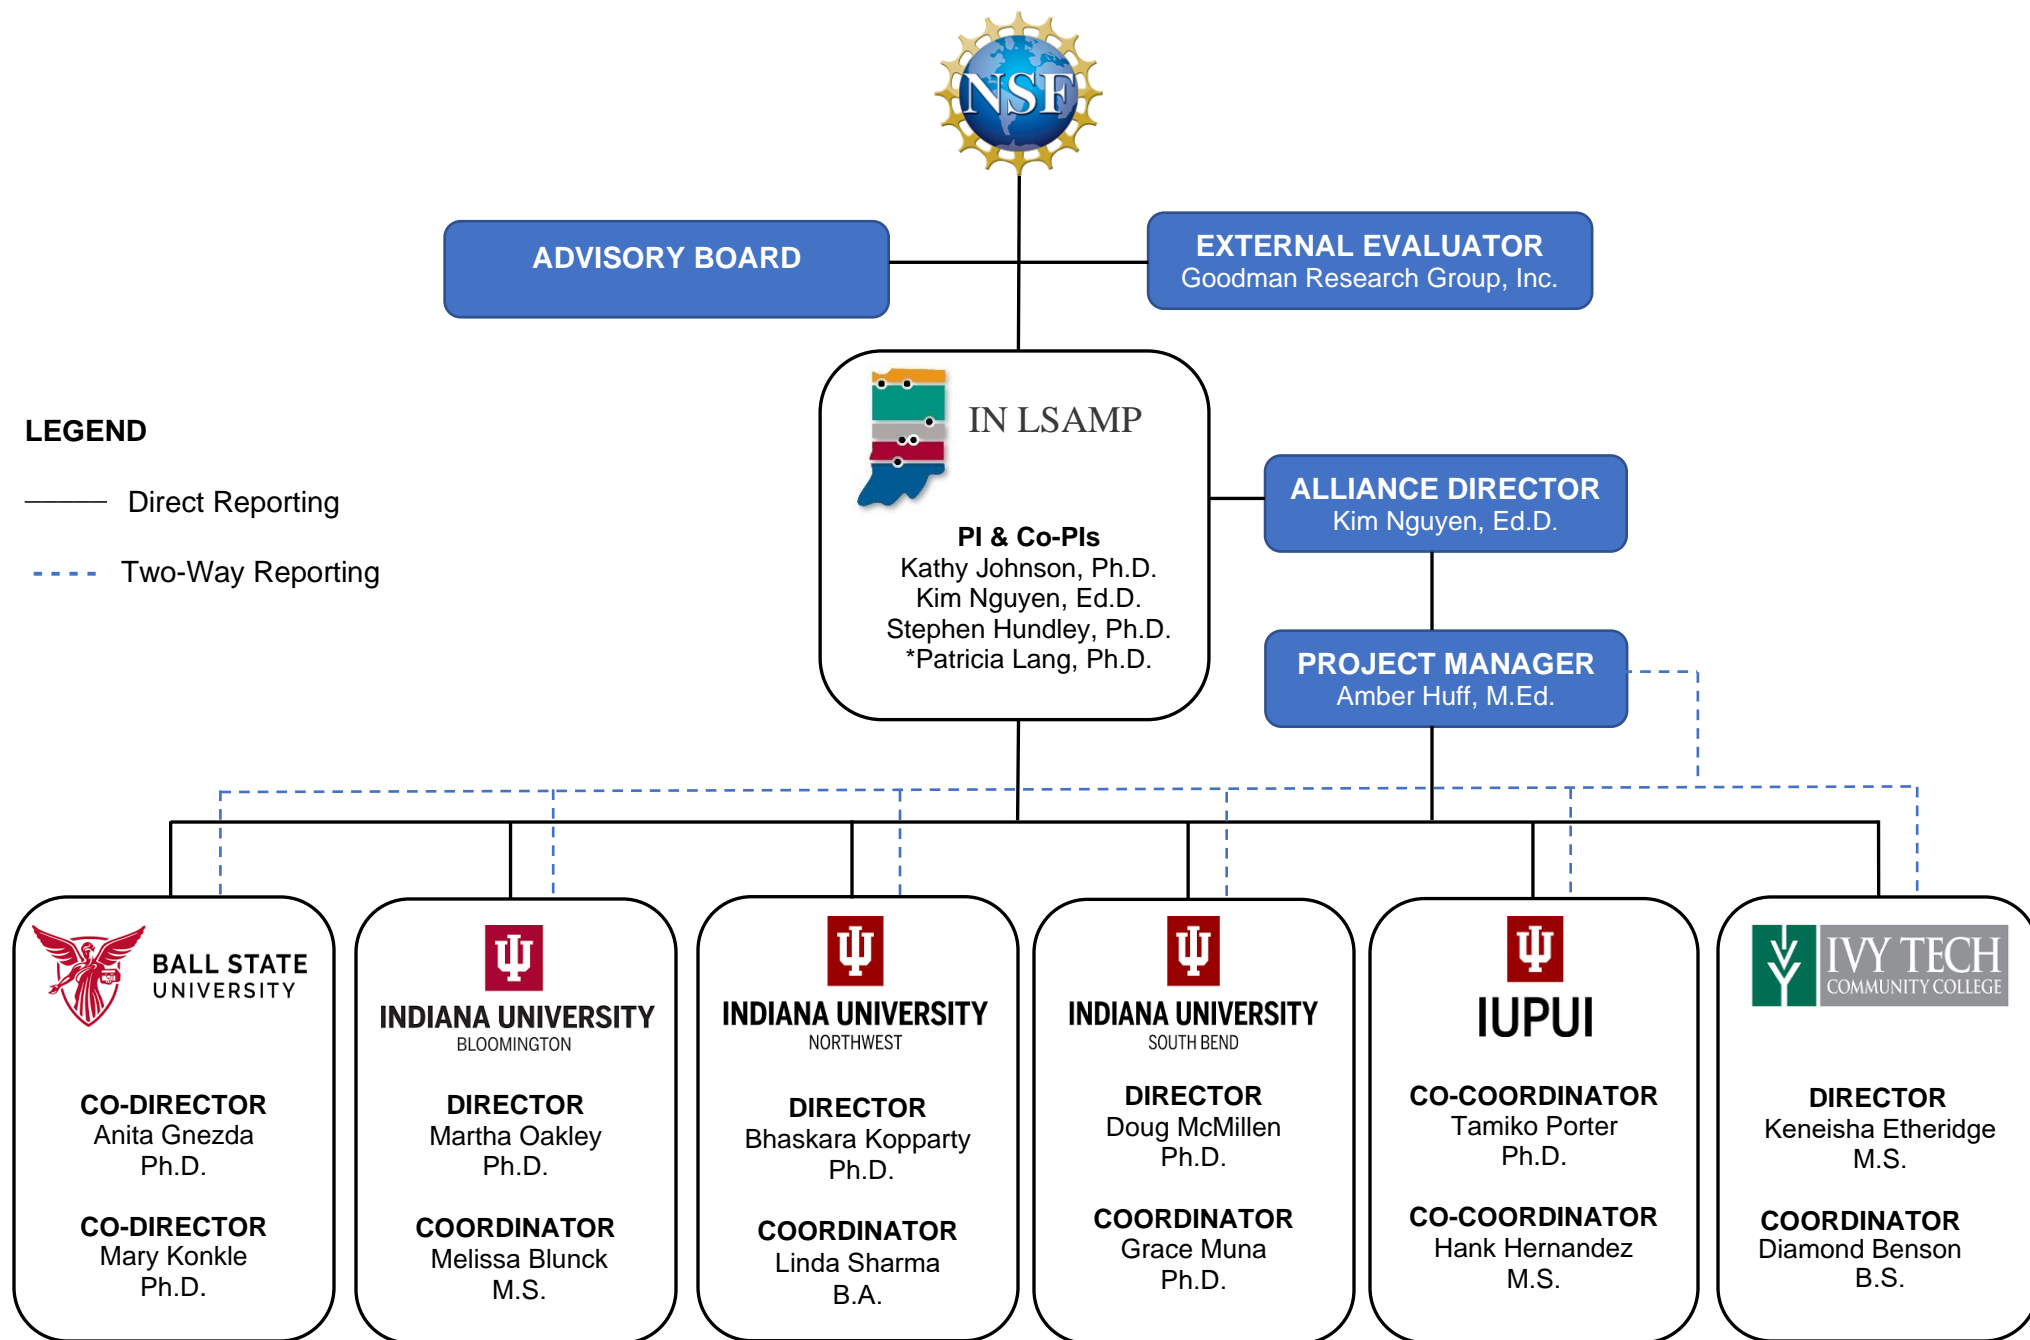 NSF
ADVISORY BOARD
EXTERNAL EVALUATOR
Goodman Research Group, Inc.
IN LSAMP
PI & Co-PIs
Kathy Johnson, Ph.D.
Kim Nguyen, Ed.D.
Stephen Hundley, Ph.D.
*Patricia Lang, Ph.D.
LEGEND
Direct Reporting
Two-Way Reporting
ALLIANCE DIRECTOR
Kim Nguyen, Ed.D.
PROJECT MANAGER
Amber Huff, M.Ed.
BALL STATE
UNIVERSITY
CO-DIRECTOR
Anita Gnezda
Ph.D.
CO-DIRECTOR
Mary Konkle
Ph.D.
INDIANA UNIVERSITY
BLOOMINGTON
DIRECTOR
Martha Oakley
Ph.D.
COORDINATOR
Melissa Blunck
M.S.
INDIANA UNIVERSITY
NORTHWEST
DIRECTOR
Bhaskara Kopparty
Ph.D.
COORDINATOR
Linda Sharma
B.A.
INDIANA UNIVERSITY
SOUTH BEND
DIRECTOR
Doug McMillen
Ph.D.
COORDINATOR
Grace Muna
Ph.D.
IUPUI
CO-COORDINATOR
Tamiko Porter
Ph.D.
CO-COORDINATOR
Hank Hernandez
M.S.
IVY TECH
COMMUNITY COLLEGE
DIRECTOR
Keneisha Etheridge
M.S.
COORDINATOR
Diamond Benson
B.S.